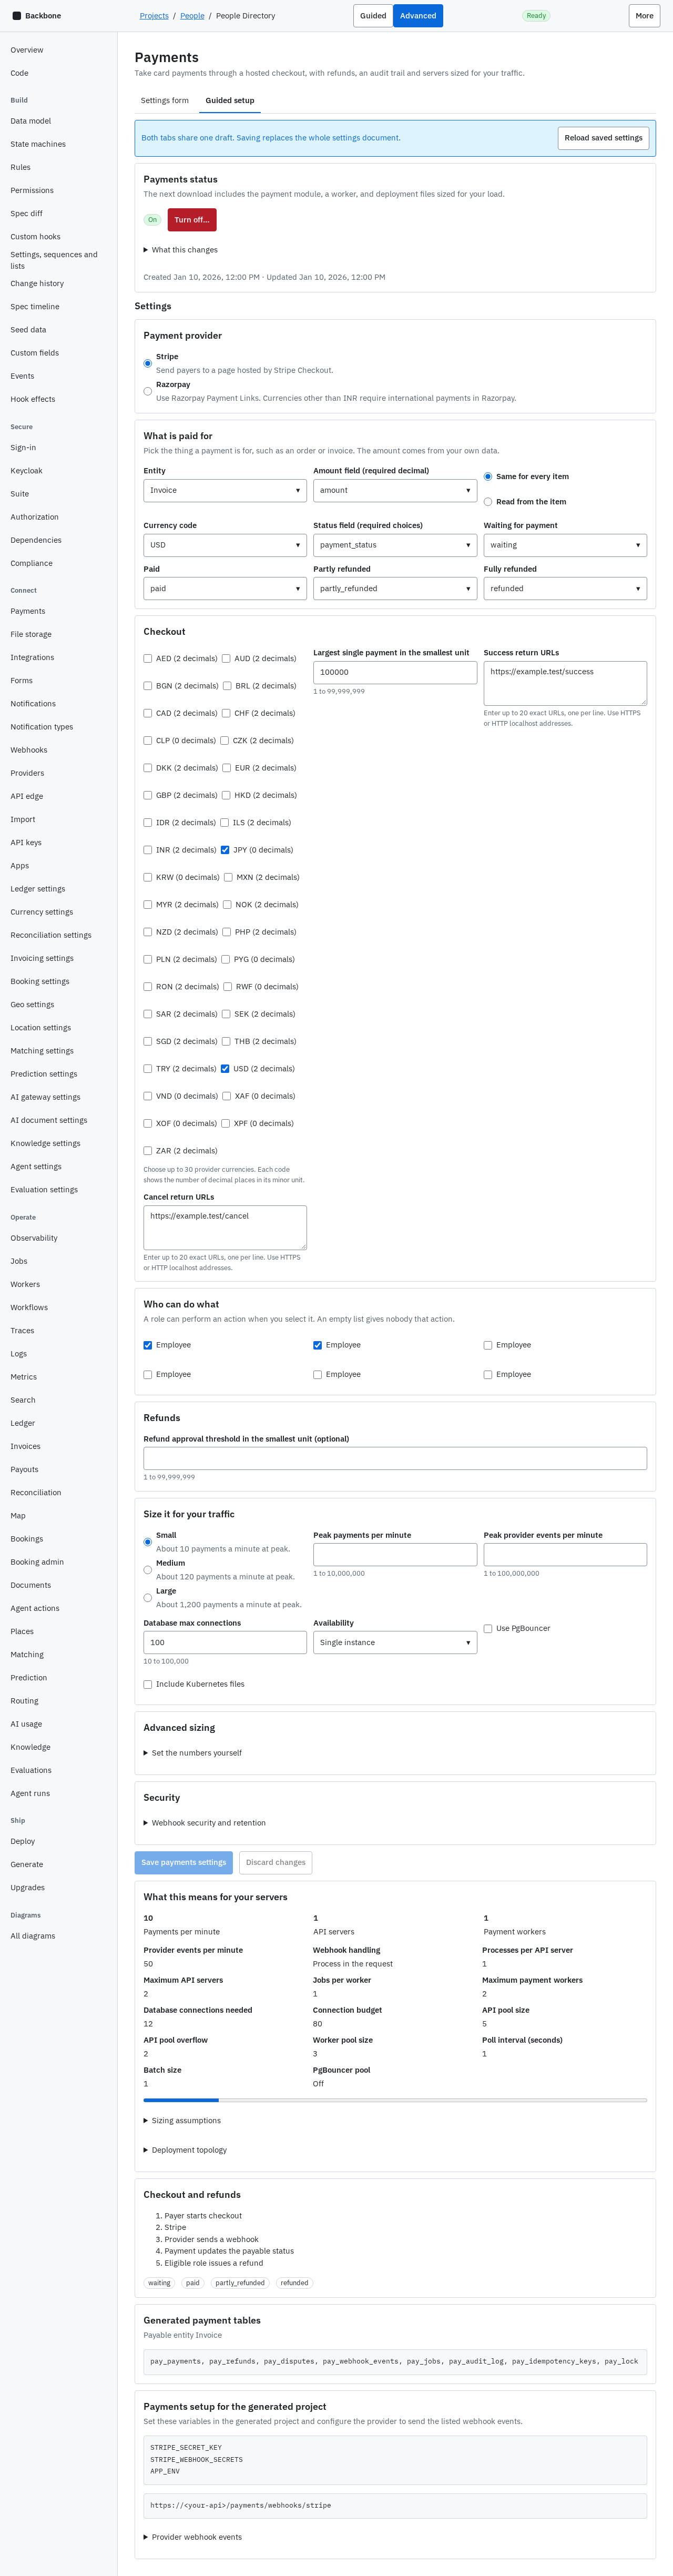 Backbone
Projects / People / People Directory
Guided
Advanced
Ready
More
Overview
Code
Build
Data model
State machines
Rules
Permissions
Spec diff
Custom hooks
Settings, sequences and
lists
Change history
Spec timeline
Seed data
Custom fields
Events
Hook effects
Secure
Sign-in
Keycloak
Suite
Authorization
Dependencies
Compliance
Connect
Payments
File storage
Integrations
Forms
Notifications
Notification types
Webhooks
Providers
API edge
Import
API keys
Apps
Ledger settings
Currency settings
Reconciliation settings
Invoicing settings
Booking settings
Geo settings
Location settings
Matching settings
Prediction settings
AI gateway settings
AI document settings
Knowledge settings
Agent settings
Evaluation settings
Operate
Observability
Jobs
Workers
Workflows
Traces
Logs
Metrics
Search
Ledger
Invoices
Payouts
Reconciliation
Map
Bookings
Booking admin
Documents
Agent actions
Places
Matching
Prediction
Routing
AI usage
Knowledge
Evaluations
Agent runs
Ship
Deploy
Generate
Upgrades
Diagrams
All diagrams
Payments
Take card payments through a hosted checkout, with refunds, an audit trail and servers sized for your traffic.
Settings form
Guided setup
Both tabs share one draft. Saving replaces the whole settings document.
Reload saved settings
Payments status
The next download includes the payment module, a worker, and deployment files sized for your load.
On
Turn off...
What this changes
Created Jan 10, 2026, 12:00 PM · Updated Jan 10, 2026, 12:00 PM
Settings
Payment provider
Stripe
Send payers to a page hosted by Stripe Checkout.
Razorpay
Use Razorpay Payment Links. Currencies other than INR require international payments in Razorpay.
What is paid for
Pick the thing a payment is for, such as an order or invoice. The amount comes from your own data.
Entity
Invoice
Amount field (required decimal)
amount
Same for every item
Read from the item
Currency code
USD
Status field (required choices)
payment_status
Waiting for payment
waiting
Paid
paid
Partly refunded
partly_refunded
Fully refunded
refunded
Checkout
AED (2 decimals) AUD (2 decimals)
BGN (2 decimals) BRL (2 decimals)
CAD (2 decimals) CHF (2 decimals)
CLP (0 decimals) CZK (2 decimals)
DKK (2 decimals) EUR (2 decimals)
GBP (2 decimals) HKD (2 decimals)
IDR (2 decimals) ILS (2 decimals)
INR (2 decimals) JPY (0 decimals)
KRW (0 decimals) MXN (2 decimals)
MYR (2 decimals) NOK (2 decimals)
NZD (2 decimals) PHP (2 decimals)
PLN (2 decimals) PYG (0 decimals)
RON (2 decimals) RWF (0 decimals)
SAR (2 decimals) SEK (2 decimals)
SGD (2 decimals) THB (2 decimals)
TRY (2 decimals) USD (2 decimals)
VND (0 decimals) XAF (0 decimals)
XOF (0 decimals) XPF (0 decimals)
ZAR (2 decimals)
Choose up to 30 provider currencies. Each code
shows the number of decimal places in its minor unit.
Largest single payment in the smallest unit
100000
1 to 99,999,999
Success return URLs
https://example.test/success
Enter up to 20 exact URLs, one per line. Use HTTPS
or HTTP localhost addresses.
Cancel return URLs
https://example.test/cancel
Enter up to 20 exact URLs, one per line. Use HTTPS
or HTTP localhost addresses.
Who can do what
A role can perform an action when you select it. An empty list gives nobody that action.
Employee
Employee
Employee
Employee
Employee
Employee
Refunds
Refund approval threshold in the smallest unit (optional)
1 to 99,999,999
Size it for your traffic
Small
About 10 payments a minute at peak.
Medium
About 120 payments a minute at peak.
Large
About 1,200 payments a minute at peak.
Peak payments per minute
1 to 10,000,000
Peak provider events per minute
1 to 100,000,000
Database max connections
100
10 to 100,000
Availability
Single instance
Use PgBouncer
Include Kubernetes files
Advanced sizing
Set the numbers yourself
Security
Webhook security and retention
Save payments settings
Discard changes
What this means for your servers
10
Payments per minute
1
API servers
1
Payment workers
Provider events per minute
50
Webhook handling
Process in the request
Processes per API server
1
Maximum API servers
2
Jobs per worker
1
Maximum payment workers
2
Database connections needed
12
Connection budget
80
API pool size
5
API pool overflow
2
Worker pool size
3
Poll interval (seconds)
1
Batch size
1
PgBouncer pool
Off
Sizing assumptions
Deployment topology
Checkout and refunds
1. Payer starts checkout
2. Stripe
3. Provider sends a webhook
4. Payment updates the payable status
5. Eligible role issues a refund
waiting paid partly_refunded refunded
Generated payment tables
Payable entity Invoice
pay_payments, pay_refunds, pay_disputes, pay_webhook_events, pay_jobs, pay_audit_log, pay_idempotency_keys, pay_lock
Payments setup for the generated project
Set these variables in the generated project and configure the provider to send the listed webhook events.
STRIPE_SECRET_KEY
STRIPE_WEBHOOK_SECRETS
APP_ENV
https://<your-api>/payments/webhooks/stripe
Provider webhook events